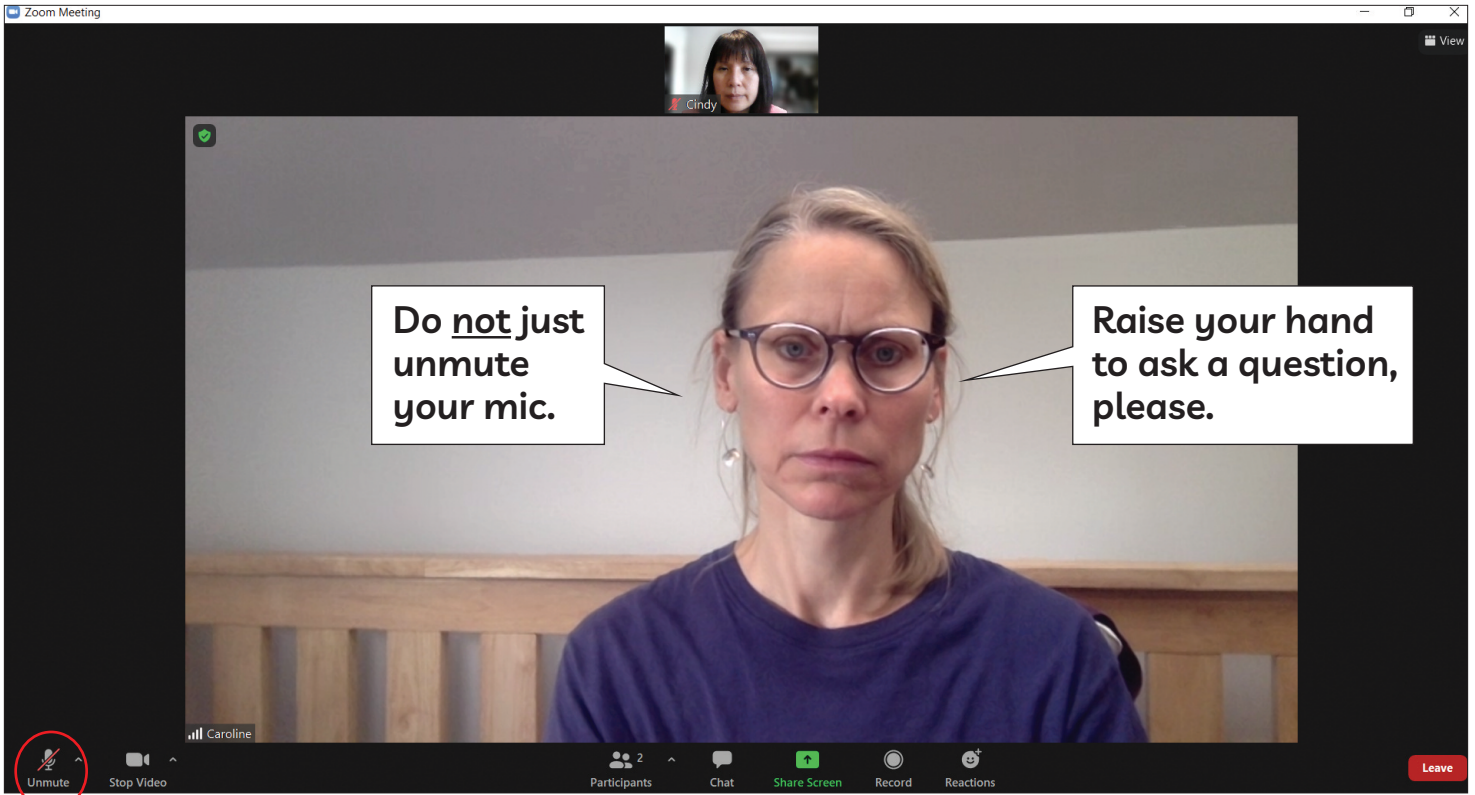 Zoom Meeting
View
Cindy
Do not just
unmute
your mic.
Raise your hand
to ask a question,
please.
Caroline
Unmute
Stop Video
Participants
2
Chat
Share Screen
Record
Reactions
Leave